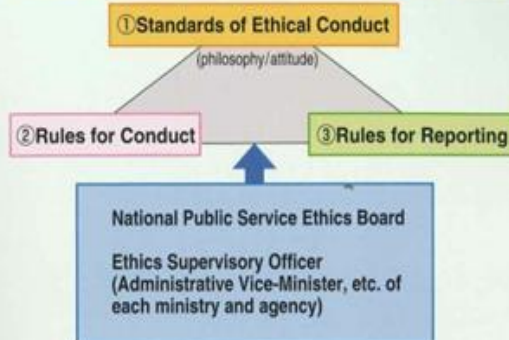 ①Standards of Ethical Conduct
(philosophy/attitude)
②Rules for Conduct
③Rules for Reporting
National Public Service Ethics Board
Ethics Supervisory Officer
(Administrative Vice-Minister, etc. of
each ministry and agency)